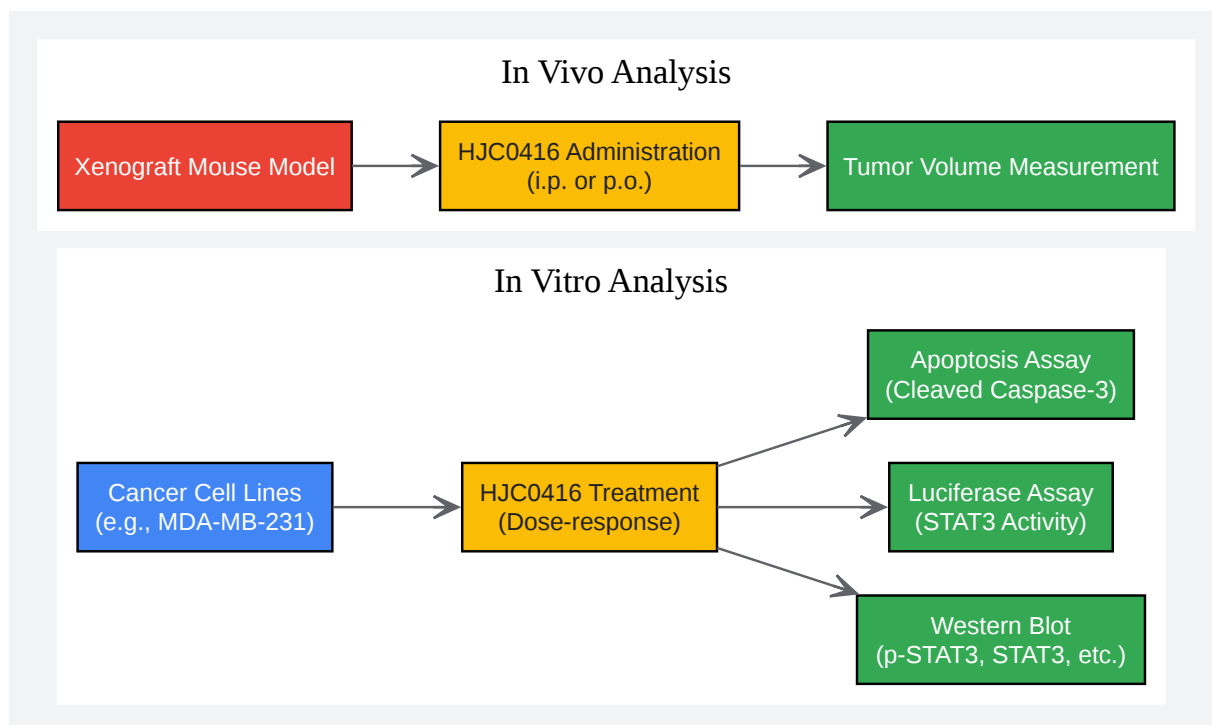 In Vivo Analysis
Xenograft Mouse Model
HJC0416 Administration
(i.p. or p.o.)
Tumor Volume Measurement
In Vitro Analysis
Cancer Cell Lines
(e.g., MDA-MB-231)
HJC0416 Treatment
(Dose-response)
Apoptosis Assay
(Cleaved Caspase-3)
Luciferase Assay
(STAT3 Activity)
Western Blot
(p-STAT3, STAT3, etc.)